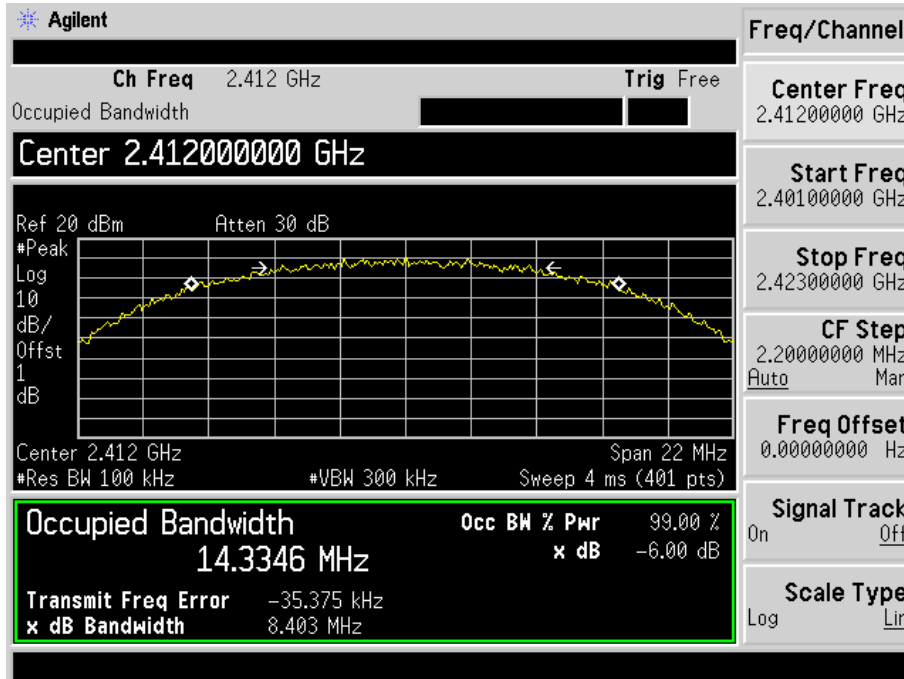 Agilent
Freq/Channel
Ch Freq 2.412 GHz Trig Free
Occupied Bandwidth
Center 2.412000000 GHz
Ref 20 dBm Atten 30 dB
#Peak
Log
10
dB/
Offst
1
dB
Center 2.412 GHz Span 22 MHz
#Res BW 100 kHz #VBW 300 kHz Sweep 4 ms (401 pts)
Occupied Bandwidth Occ BW % Pwr 99.00 %
14.3346 MHz x dB -6.00 dB
Transmit Freq Error -35.375 kHz
x dB Bandwidth 8.403 MHz
Center Freq
2.41200000 GHz
Start Freq
2.40100000 GHz
Stop Freq
2.42300000 GHz
CF Step
2.20000000 MHz
Auto Man
Freq Offset
0.00000000 Hz
Signal Track
On Off
Scale Type
Log Lin